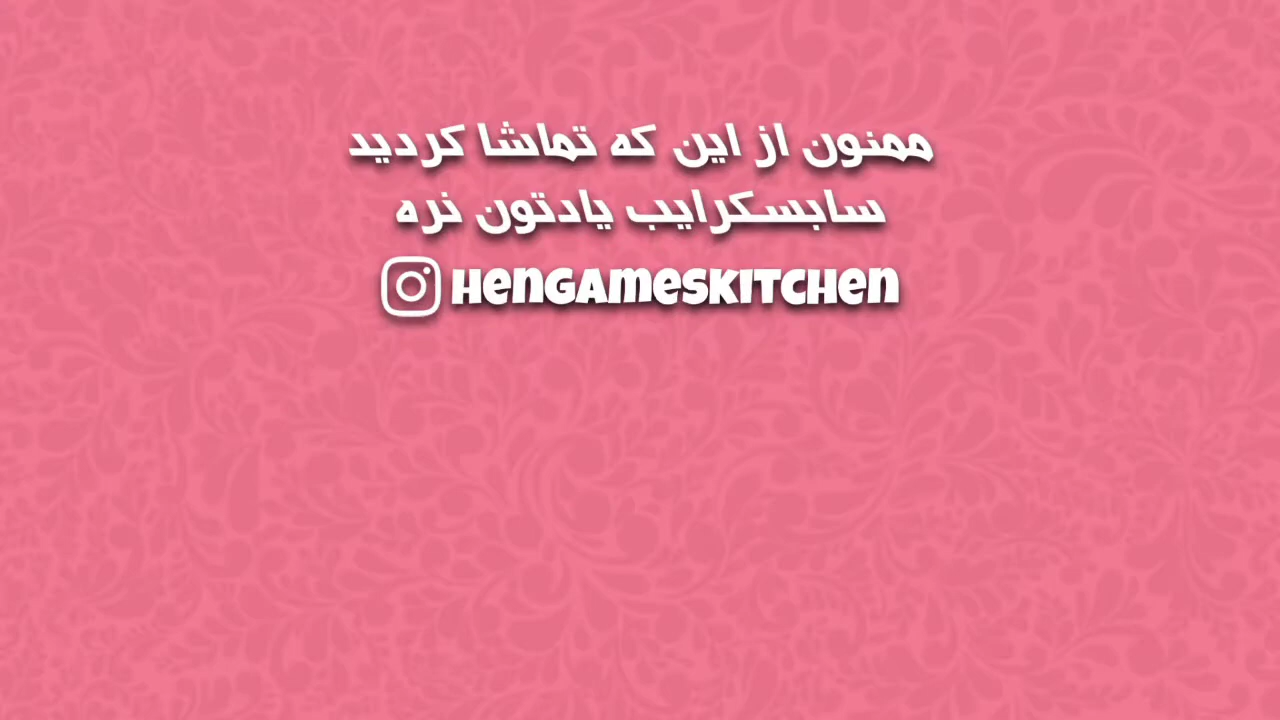 ممنون از این که تماشا کردید
سابسکرایب یادتون نره
HENGAMESKITCHEN